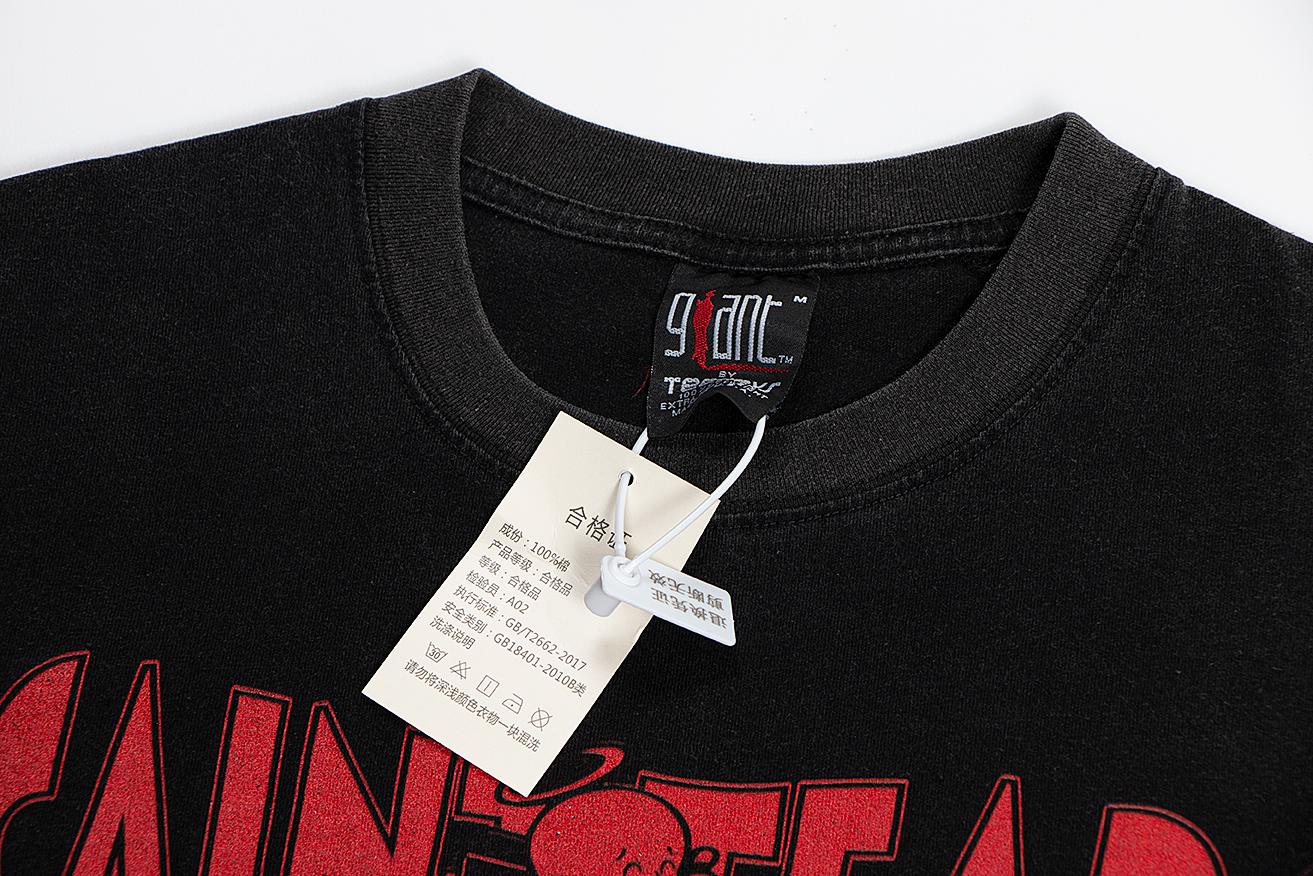 giant
M
TM
BY
合格证
成份：100%棉
产品等级：合格品
等级：合格品
检验员：A02
执行标准：GB/T2662-2017
安全类别：GB18401-2010B类
洗涤说明
30
请勿将深浅颜色衣物一块混洗
退换凭证
剪断无效